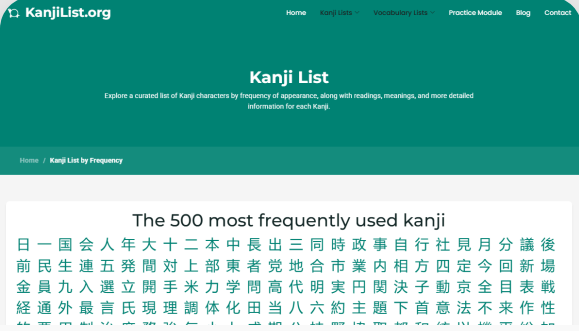 KanjiList.org
Home Kanji Lists Vocabulary Lists Practice Module Blog Contact
Kanji List
Explore a curated list of Kanji characters by frequency of appearance, along with readings, meanings, and more detailed
information for each Kanji.
Home / Kanji List by Frequency
The 500 most frequently used kanji
日 一 国 会 人 年 大 十 二 本 中 長 出 三 同 時 政 事 自 行 社 見 月 分 議 後
前 民 生 連 五 発 間 対 上 部 東 者 党 地 合 市 業 内 相 方 四 定 今 回 新 場
金 員 九 入 選 立 開 手 米 力 学 問 高 代 明 実 円 関 決 子 動 京 全 目 表 戦
経 通 外 最 言 氏 現 理 調 体 化 田 当 八 六 約 主 題 下 首 意 法 不 来 作 性